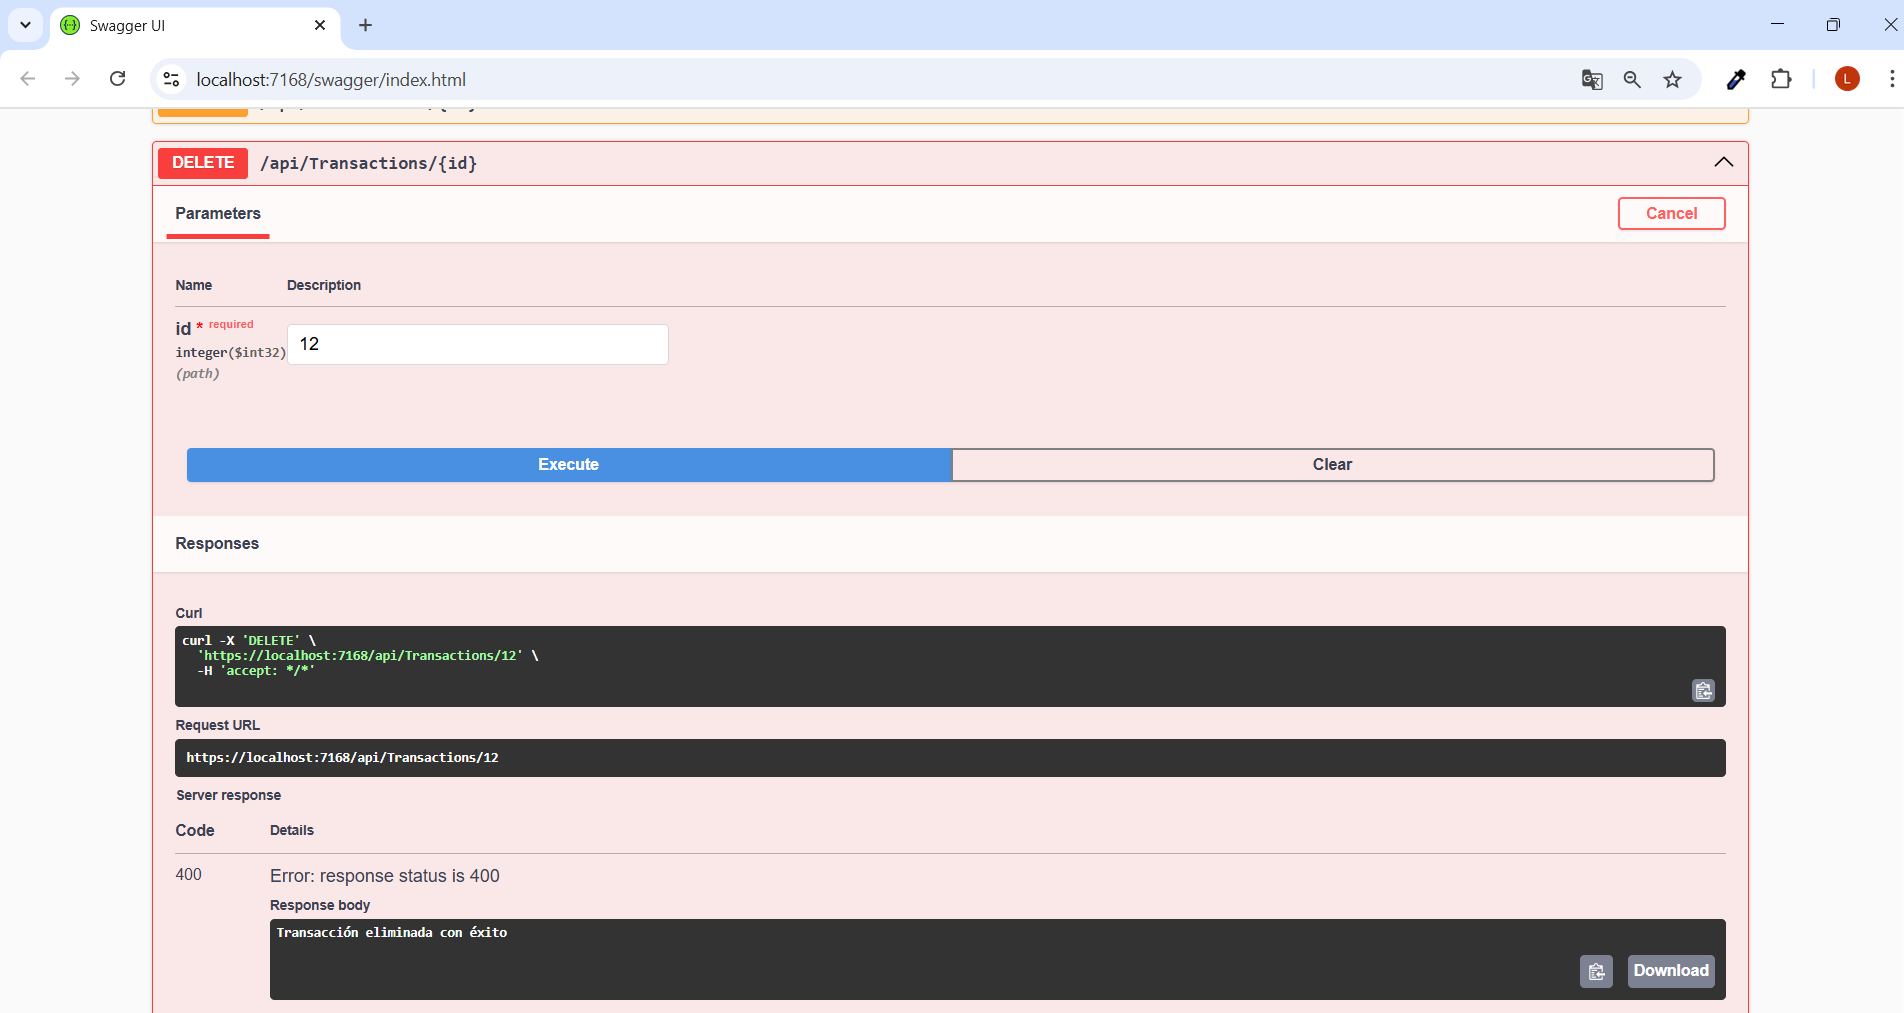 Swagger UI
localhost:7168/swagger/index.html
L
DELETE /api/Transactions/{id}
Parameters
Cancel
Name Description
id * required
integer($int32)
(path)
12
Execute Clear
Responses
Curl
curl -X 'DELETE' \
'https://localhost:7168/api/Transactions/12' \
-H 'accept: */*'
Request URL
https://localhost:7168/api/Transactions/12
Server response
Code Details
400 Error: response status is 400
Response body
Transacción eliminada con éxito
Download